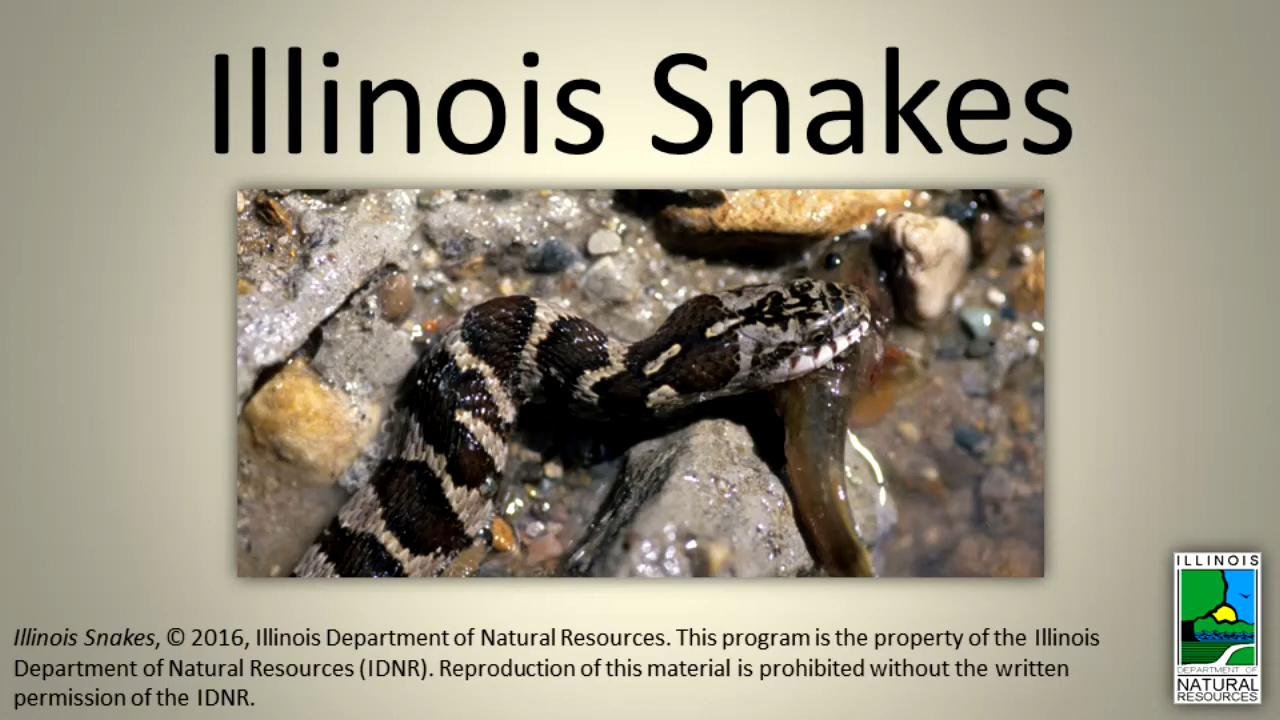 Illinois Snakes
Illinois Snakes, © 2016, Illinois Department of Natural Resources. This program is the property of the Illinois
Department of Natural Resources (IDNR). Reproduction of this material is prohibited without the written
permission of the IDNR.
ILLINOIS
DEPARTMENT OF
NATURAL
RESOURCES